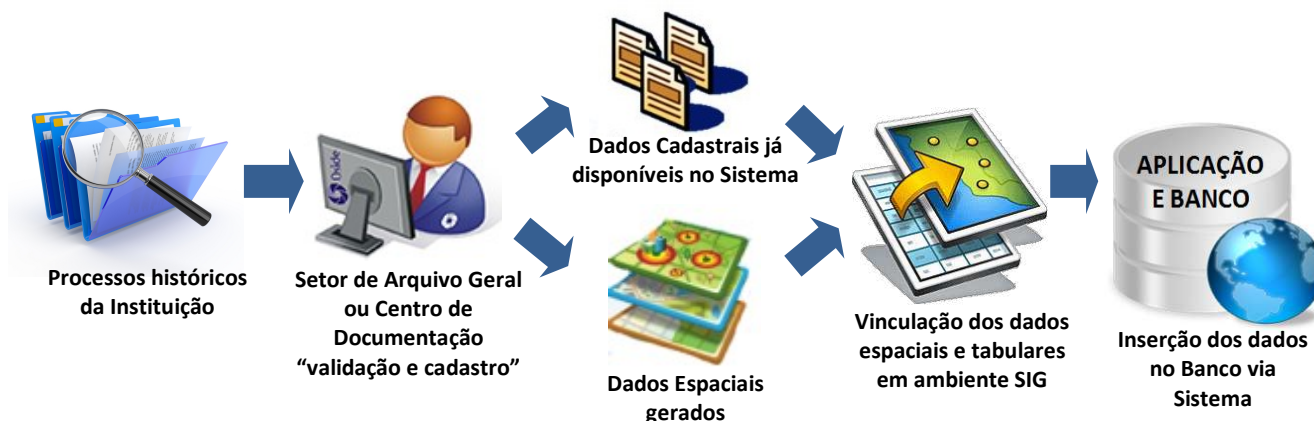 Processos históricos
da Instituição
Dside
Setor de Arquivo Geral
ou Centro de
Documentação
“validação e cadastro”
Dados Cadastrais já
disponíveis no Sistema
Dados Espaciais
gerados
Vinculação dos dados
espaciais e tabulares
em ambiente SIG
APLICAÇÃO
E BANCO
Inserção dos dados
no Banco via
Sistema